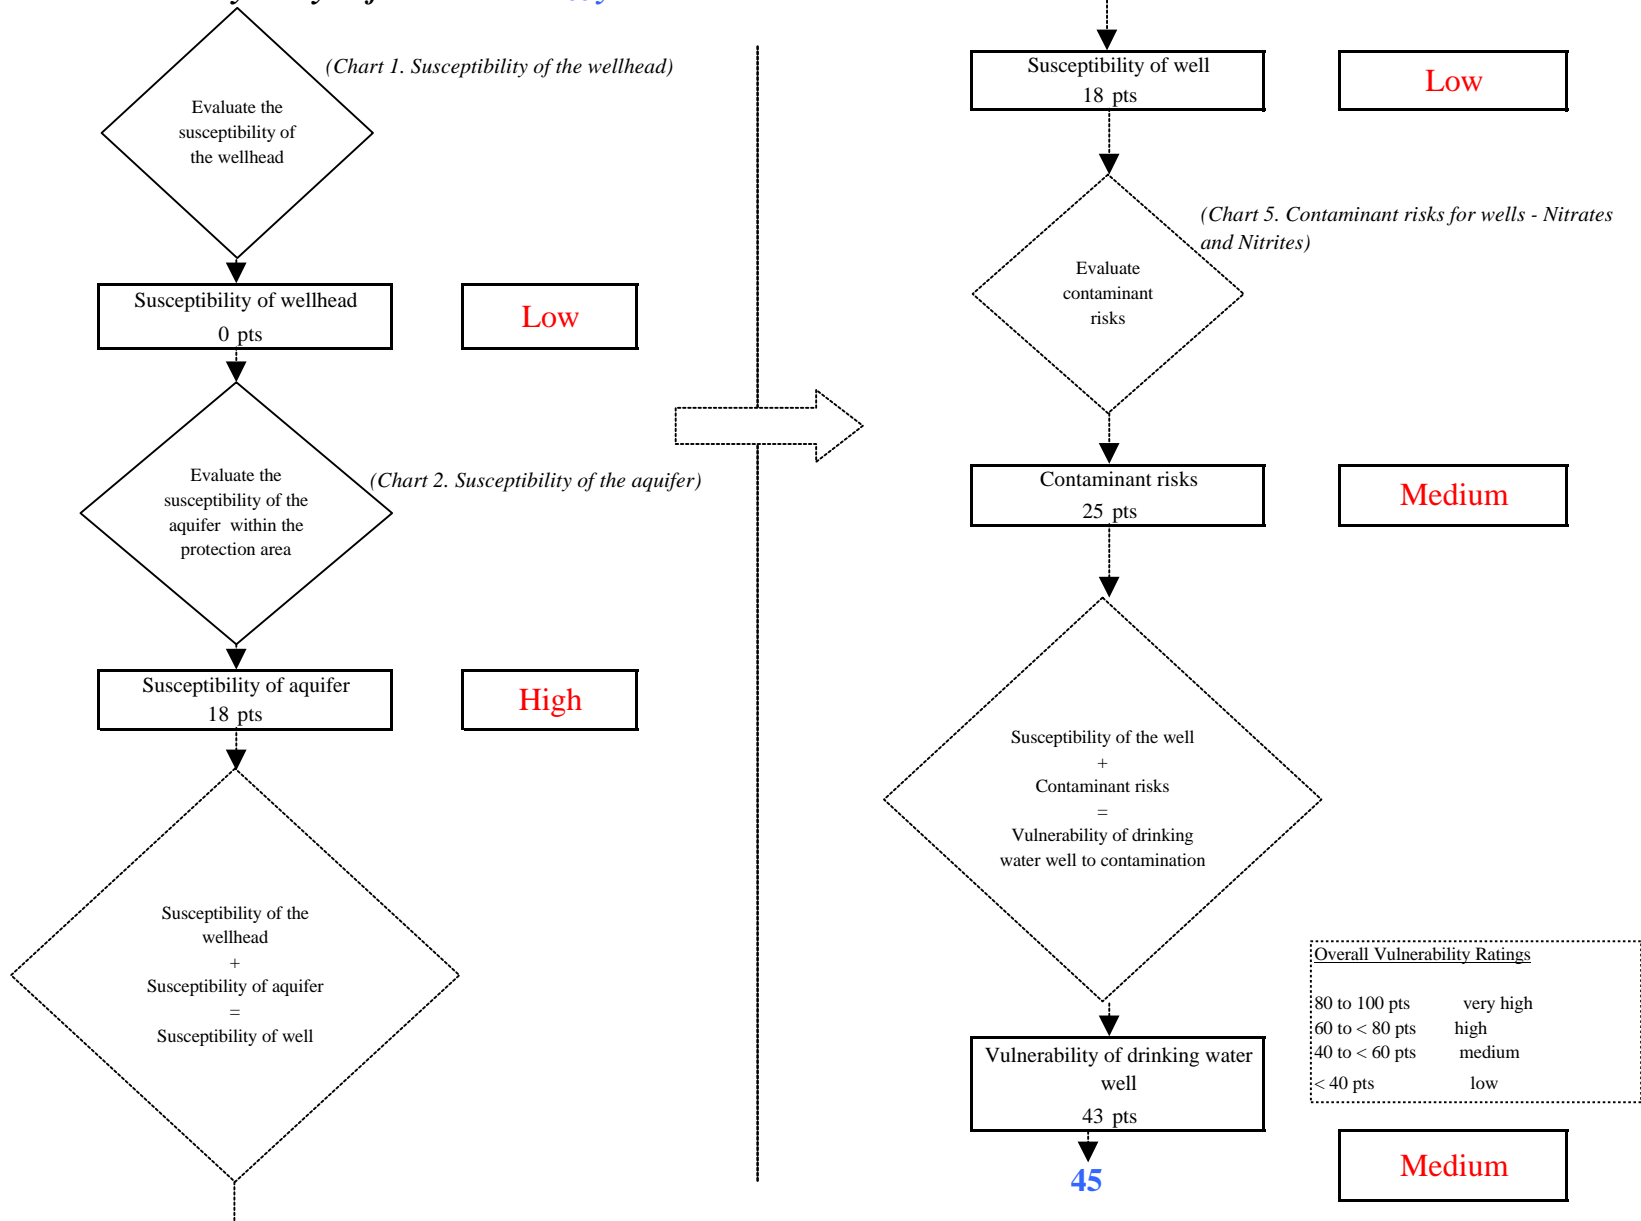 (Chart 1. Susceptibility of the wellhead)
Evaluate the
susceptibility of
the wellhead
Susceptibility of wellhead
0 pts
Low
Evaluate the
susceptibility of the
aquifer within the
protection area
(Chart 2. Susceptibility of the aquifer)
Susceptibility of aquifer
18 pts
High
Susceptibility of the
wellhead
+
Susceptibility of aquifer
=
Susceptibility of well
Susceptibility of well
18 pts
Low
(Chart 5. Contaminant risks for wells - Nitrates
and Nitrites)
Evaluate
contaminant
risks
Contaminant risks
25 pts
Medium
Susceptibility of the well
+
Contaminant risks
=
Vulnerability of drinking
water well to contamination
Overall Vulnerability Ratings
80 to 100 pts very high
60 to < 80 pts high
40 to < 60 pts medium
< 40 pts low
Vulnerability of drinking water
well
43 pts
45
Medium